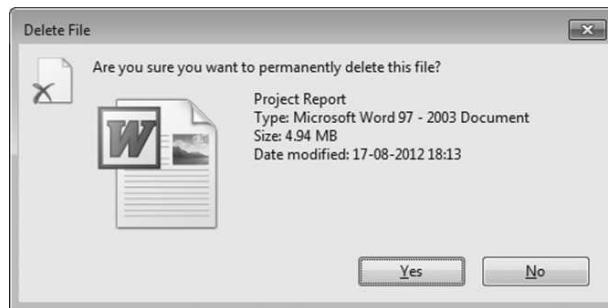 Delete File
Are you sure you want to permanently delete this file?
W
Project Report
Type: Microsoft Word 97 - 2003 Document
Size: 4.94 MB
Date modified: 17-08-2012 18:13
Yes
No